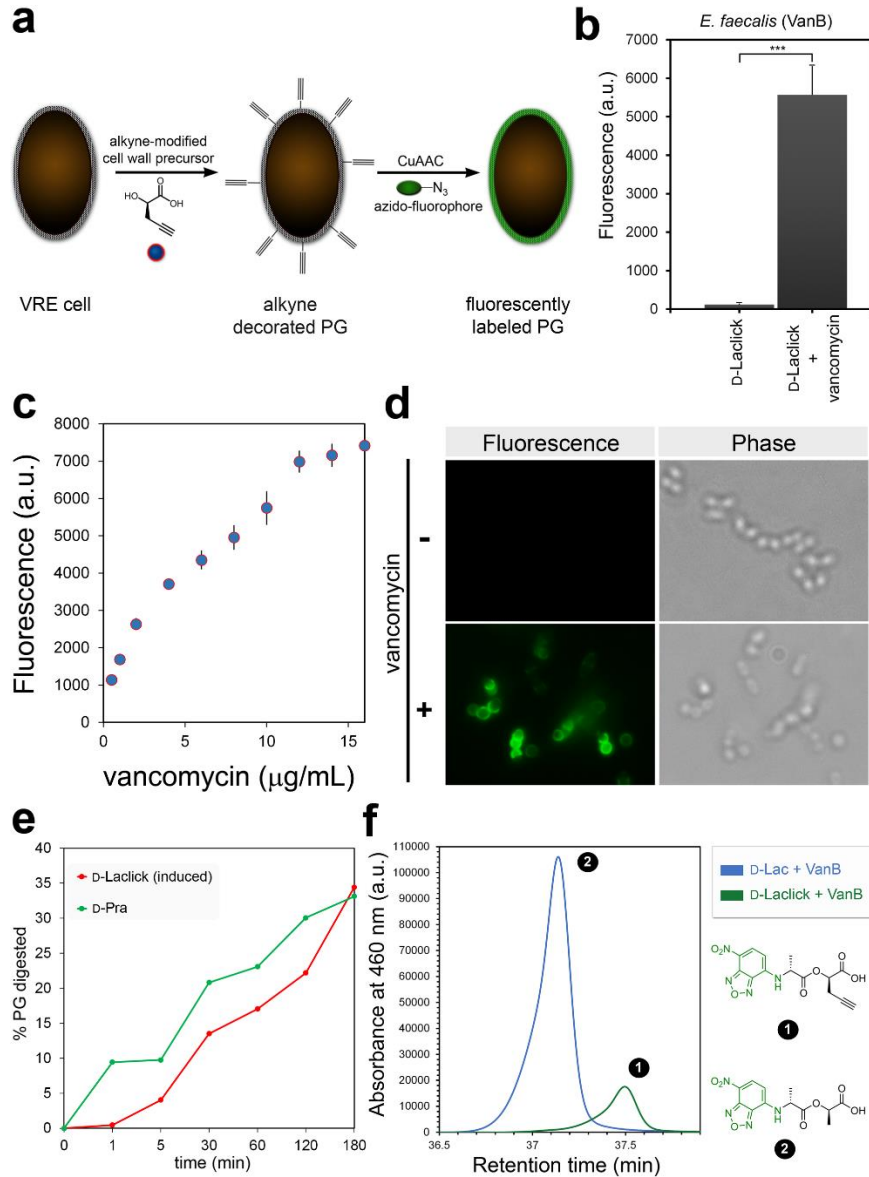 a
alkyne-modified
cell wall precursor
HO
O
OH
CuAAC
N3
azido-fluorophore
VRE cell
alkyne
decorated PG
fluorescently
labeled PG
b
E. faecalis (VanB)
***
Fluorescence (a.u.)
7000
6000
5000
4000
3000
2000
1000
0
D-Laclick
D-Laclick
+
vancomycin
c
Fluorescence (a.u.)
8000
7000
6000
5000
4000
3000
2000
1000
0
0 5 10 15
vancomycin (μg/mL)
d
Fluorescence Phase
vancomycin
-
+
e
% PG digested
40
35
30
25
20
15
10
5
0
D-Laclick (induced)
D-Pra
0 1 5 30 60 120 180
time (min)
f
Absorbance at 460 nm (a.u.)
110000
100000
90000
80000
70000
60000
50000
40000
30000
20000
10000
0
2
1
36.5 37 37.5
Retention time (min)
D-Lac + VanB
D-Laclick + VanB
O2N
N O N
N
H
O
O
O
OH
1
O2N
N O N
N
H
O
O
O
OH
2